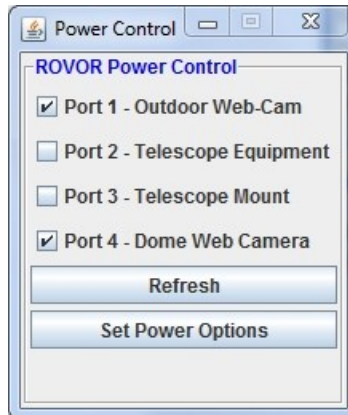 Power Control
ROVOR Power Control
Port 1 - Outdoor Web-Cam
Port 2 - Telescope Equipment
Port 3 - Telescope Mount
Port 4 - Dome Web Camera
Refresh
Set Power Options